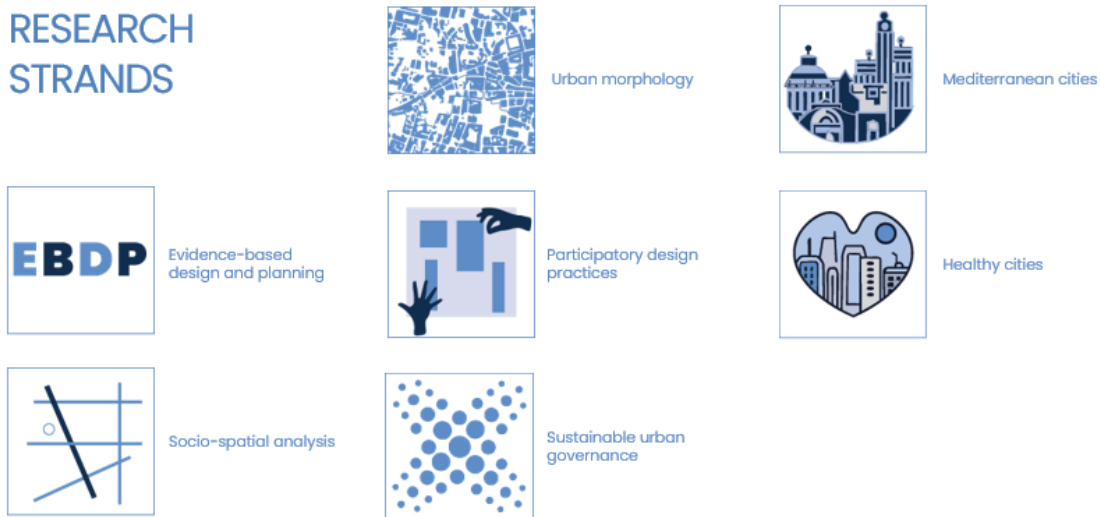 RESEARCH
STRANDS
Urban morphology
Mediterranean cities
EBDP
Evidence-based
design and planning
Participatory design
practices
Healthy cities
Socio-spatial analysis
Sustainable urban
governance